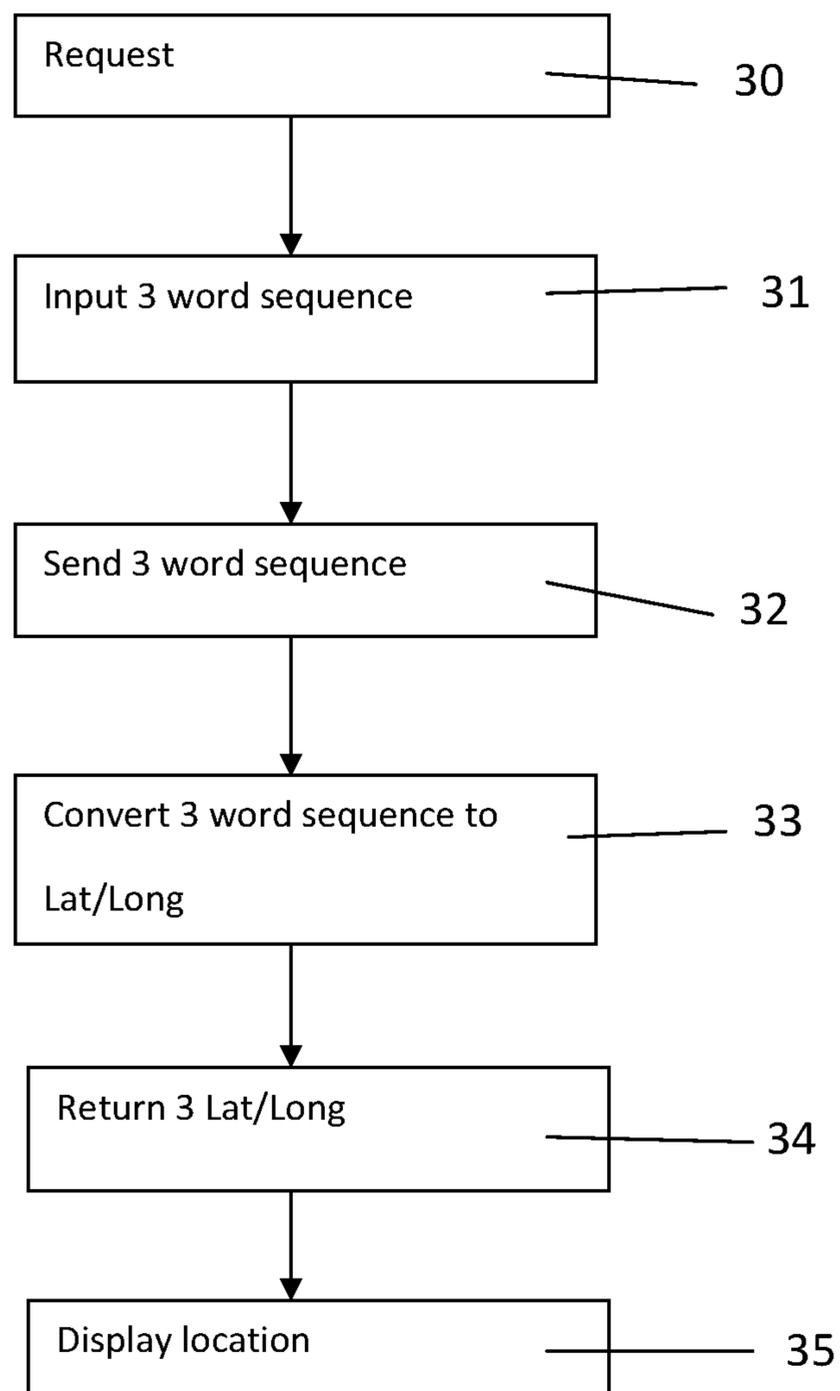 Request
30
Input 3 word sequence
31
Send 3 word sequence
32
Convert 3 word sequence to
33
Lat/Long
Return 3 Lat/Long
34
Display location
35